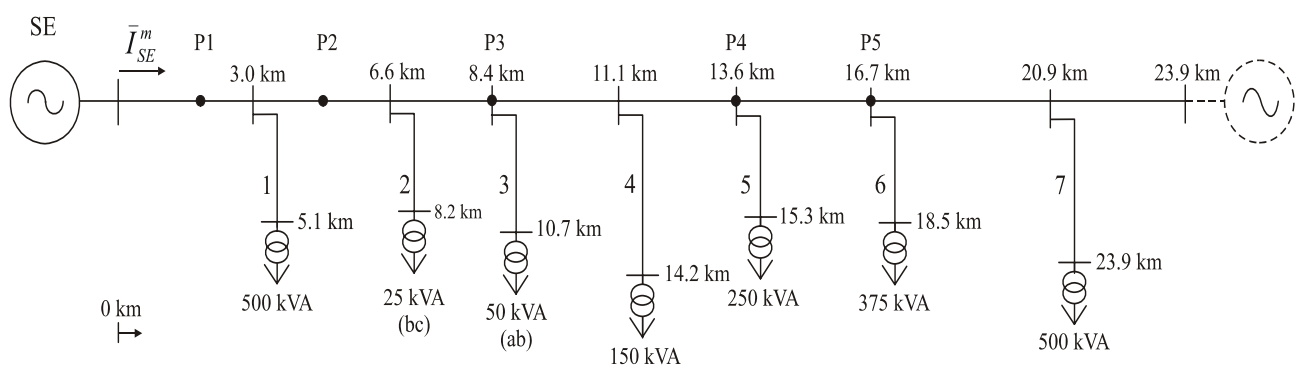 SE
Ī^m_SE
P1
P2
P3
P4
P5
3.0 km
6.6 km
8.4 km
11.1 km
13.6 km
16.7 km
20.9 km
23.9 km
1
2
3
4
5
6
7
5.1 km
8.2 km
10.7 km
14.2 km
15.3 km
18.5 km
23.9 km
0 km
500 kVA
25 kVA
(bc)
50 kVA
(ab)
150 kVA
250 kVA
375 kVA
500 kVA